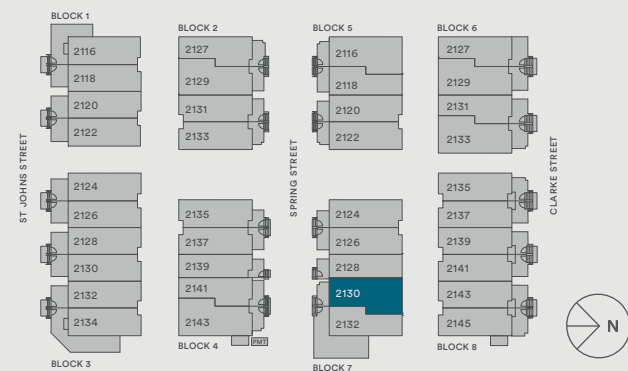 BLOCK 1
2116
2118
2120
2122
BLOCK 2
2127
2129
2131
2133
BLOCK 5
2116
2118
2120
2122
BLOCK 6
2127
2129
2131
2133
ST JOHNS STREET
SPRING STREET
CLARKE STREET
2124
2126
2128
2130
2132
2134
BLOCK 3
2135
2137
2139
2141
2143
BLOCK 4
PMT
2124
2126
2128
2130
2132
BLOCK 7
2135
2137
2139
2141
2143
2145
BLOCK 8
N